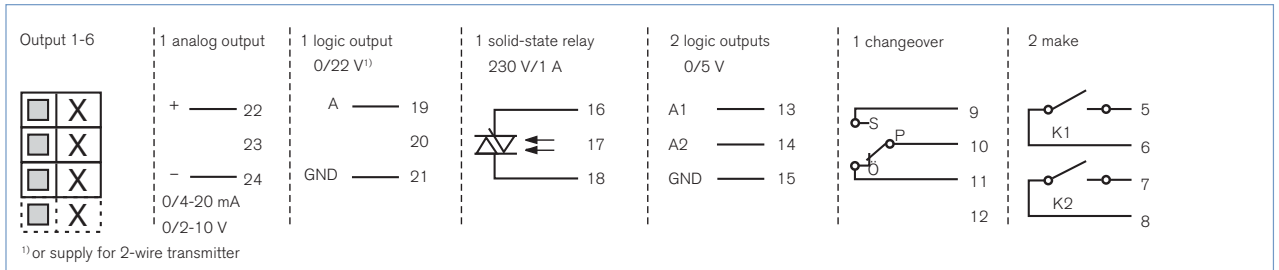 Output 1-6
X
X
X
X
1 analog output
+ 22
23
− 24
0/4-20 mA
0/2-10 V
1 logic output
0/22 V1)
A 19
20
GND 21
1 solid-state relay
230 V/1 A
16
17
18
2 logic outputs
0/5 V
A1 13
A2 14
GND 15
1 changeover
S 9
P 10
Ö 11
12
2 make
5
K1
6
7
K2
8
1) or supply for 2-wire transmitter